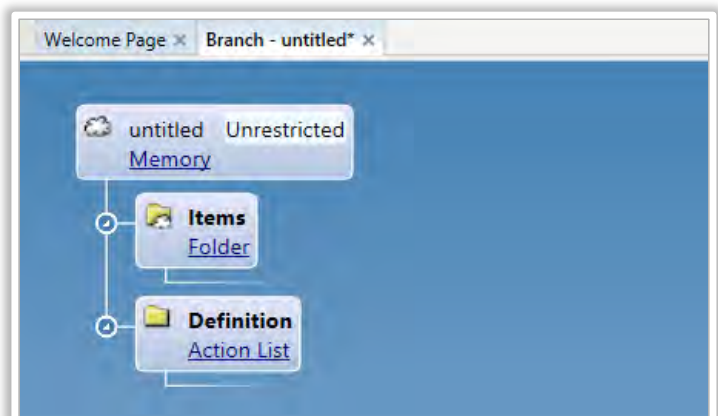 Welcome Page × Branch - untitled* ×
untitled Unrestricted
Memory
Items
Folder
Definition
Action List